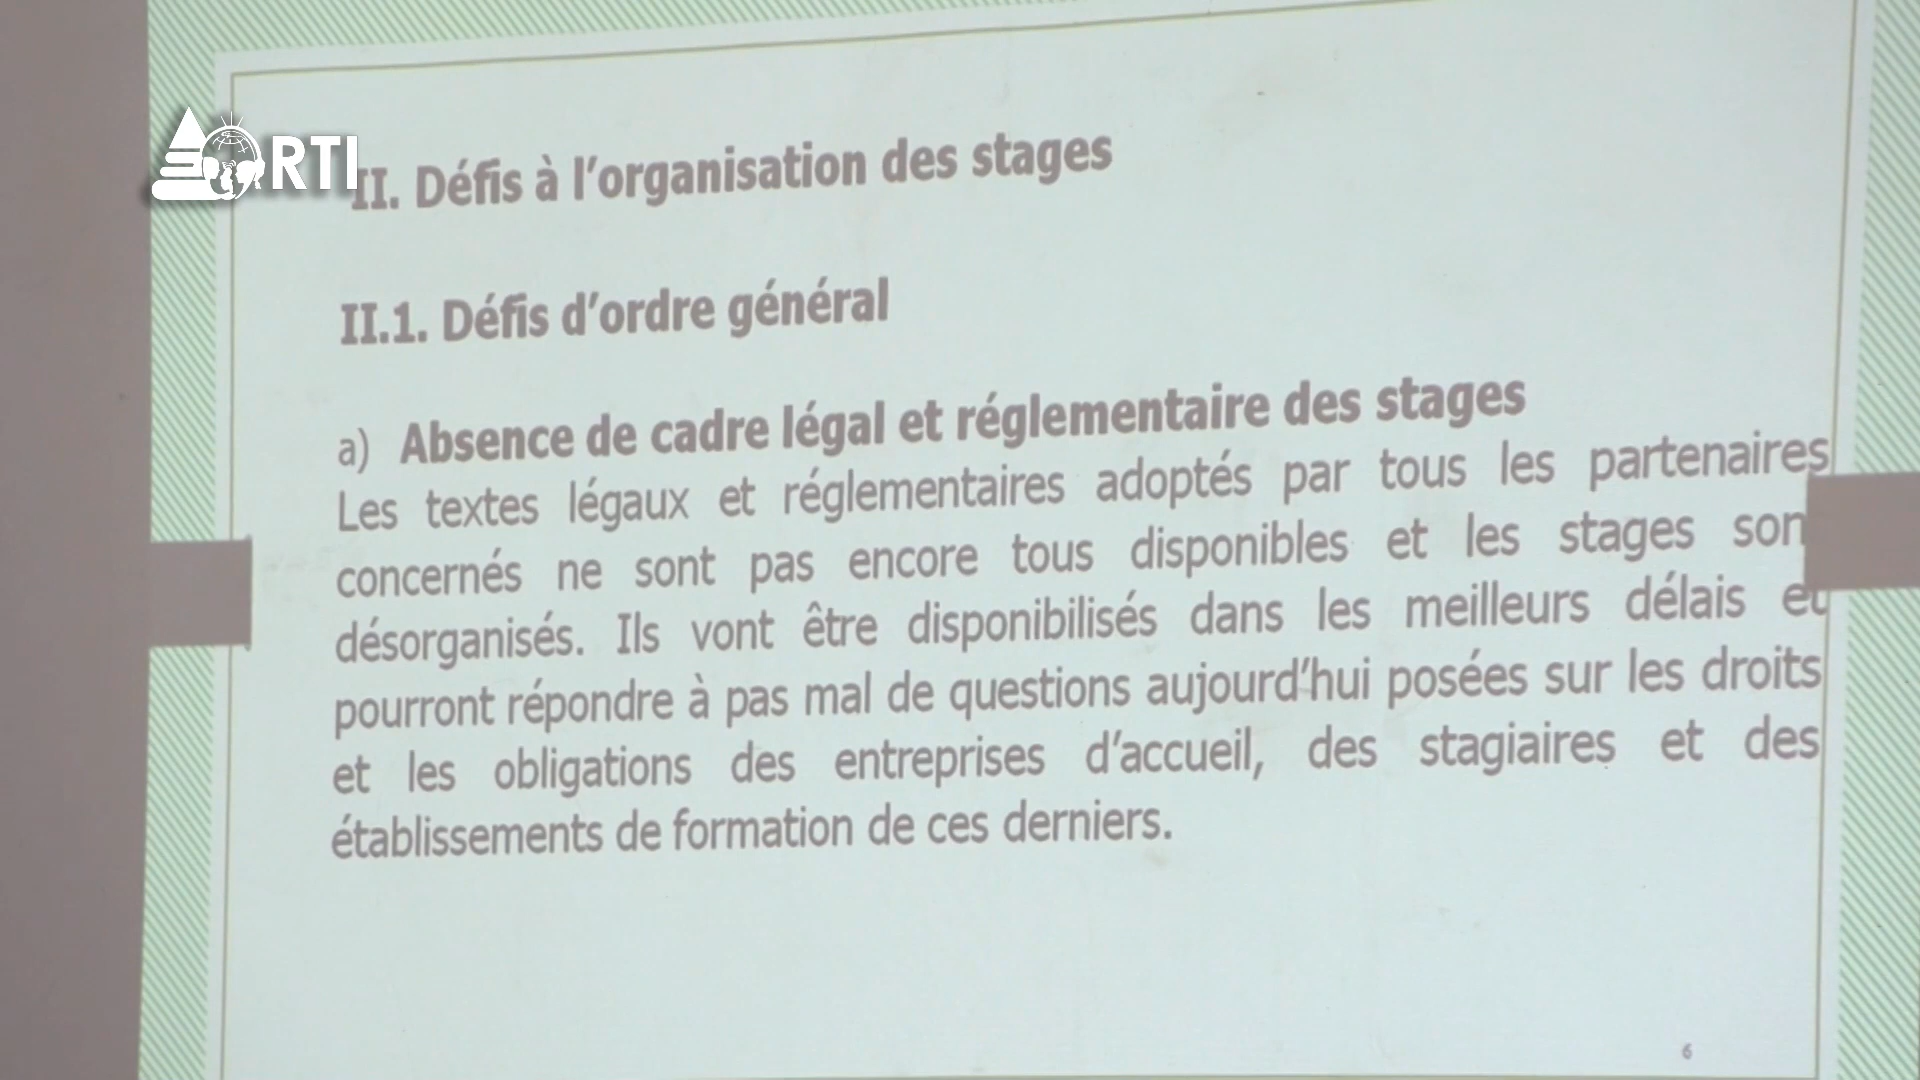 RTI
II. Défis à l'organisation des stages
II.1. Défis d'ordre général
a) Absence de cadre légal et réglementaire des stages
Les textes légaux et réglementaires adoptés par tous les partenaires
concernés ne sont pas encore tous disponibles et les stages son
désorganisés. Ils vont être disponibilisés dans les meilleurs délais et
pourront répondre à pas mal de questions aujourd'hui posées sur les droits
et les obligations des entreprises d'accueil, des stagiaires et des
établissements de formation de ces derniers.
6